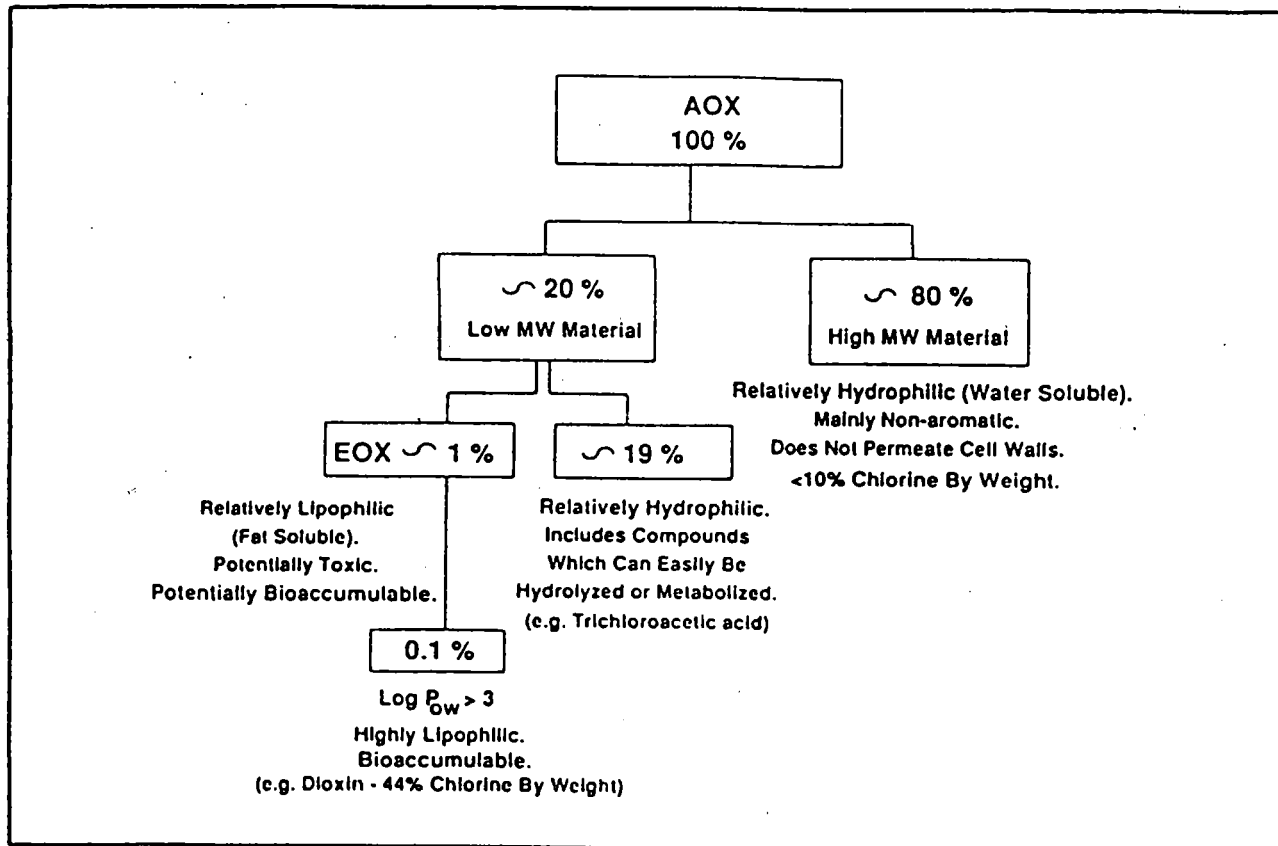 AOX
100 %
~ 20 %
Low MW Material
~ 80 %
High MW Material
Relatively Hydrophilic (Water Soluble).
Mainly Non-aromatic.
Does Not Permeate Cell Walls.
<10% Chlorine By Weight.
EOX ~ 1 %
Relatively Lipophilic
(Fat Soluble).
Potentially Toxic.
Potentially Bioaccumulable.
~ 19 %
Relatively Hydrophilic.
Includes Compounds
Which Can Easily Be
Hydrolyzed or Metabolized.
(e.g. Trichloroacetic acid)
0.1 %
Log Pow > 3
Highly Lipophilic.
Bioaccumulable.
(e.g. Dioxin - 44% Chlorine By Weight)